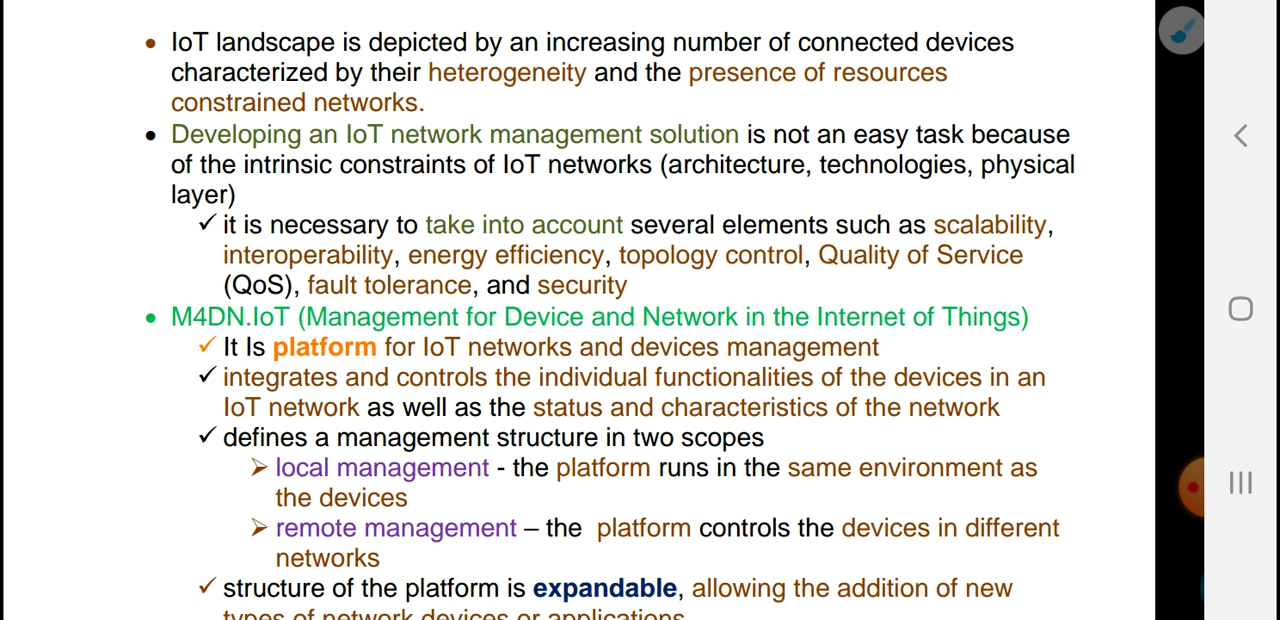 • IoT landscape is depicted by an increasing number of connected devices
characterized by their heterogeneity and the presence of resources
constrained networks.
• Developing an IoT network management solution is not an easy task because
of the intrinsic constraints of IoT networks (architecture, technologies, physical
layer)
✓ it is necessary to take into account several elements such as scalability,
interoperability, energy efficiency, topology control, Quality of Service
(QoS), fault tolerance, and security
• M4DN.IoT (Management for Device and Network in the Internet of Things)
✓ It Is platform for IoT networks and devices management
✓ integrates and controls the individual functionalities of the devices in an
IoT network as well as the status and characteristics of the network
✓ defines a management structure in two scopes
➢ local management - the platform runs in the same environment as
the devices
➢ remote management – the platform controls the devices in different
networks
✓ structure of the platform is expandable, allowing the addition of new
types of network devices or applications